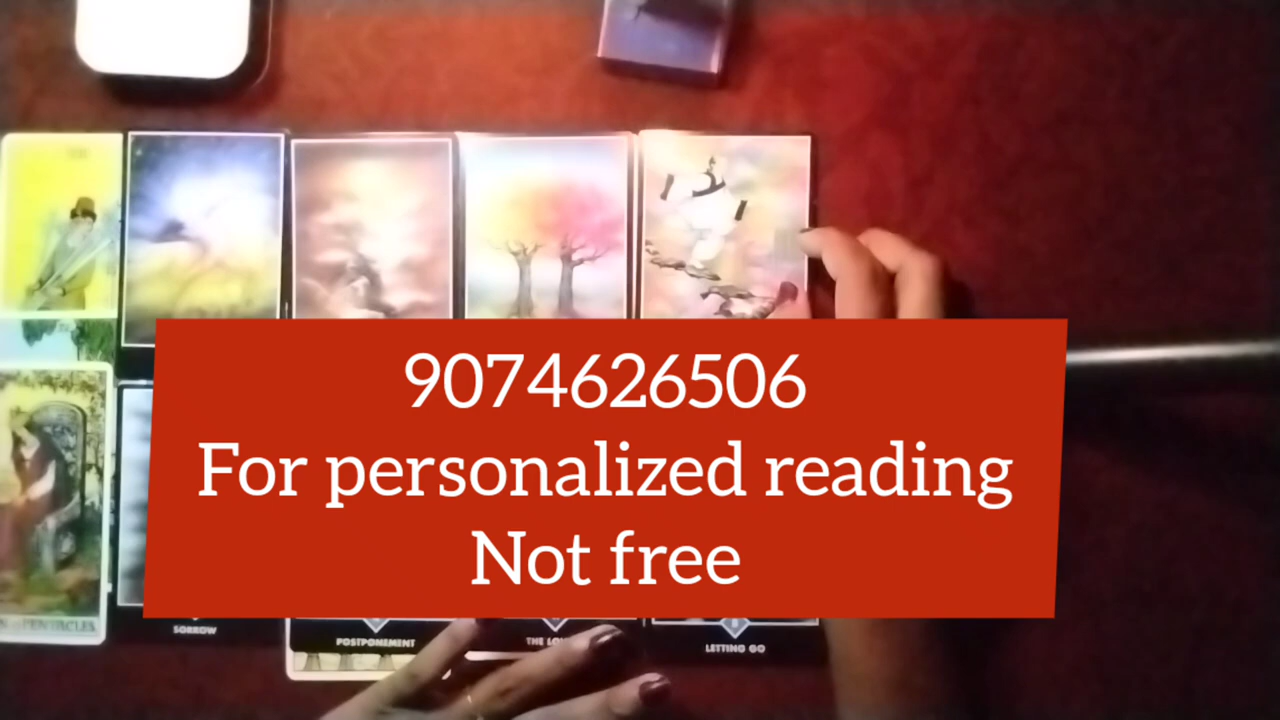 9074626506
For personalized reading
Not free
SORROW
POSTPONEMENT
LETTING GO